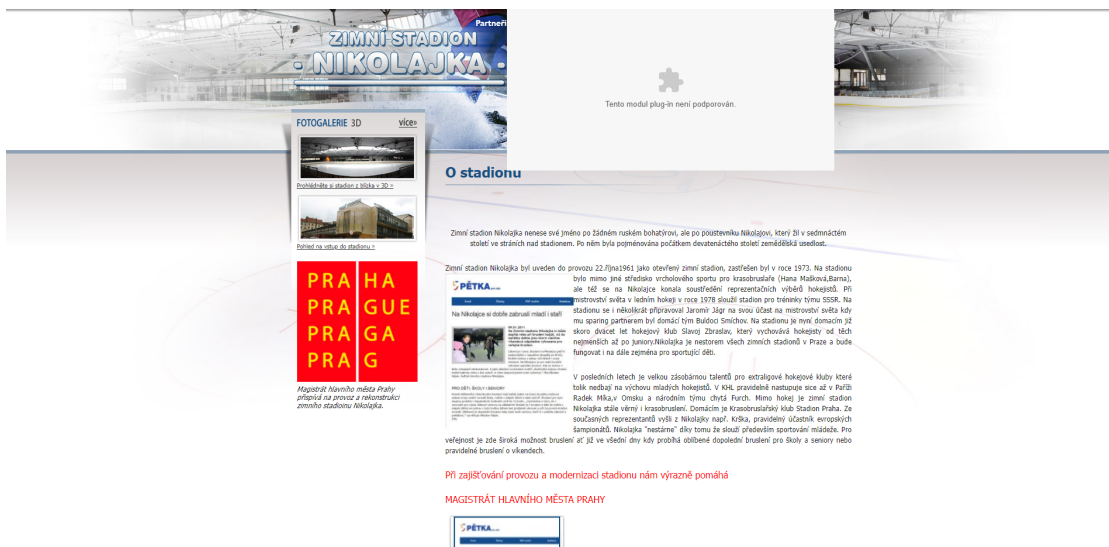 Partneři
ZIMNÍ STADION
- NIKOLAJKA -
Tento modul plug-in není podporován.
FOTOGALERIE 3D
více»
Prohlédněte si stadion z blízka v 3D »
Pohled na vstup do stadionu »
PRA HA
PRA GUE
PRA GA
PRA G
Magistrát hlavního města Prahy
přispívá na provoz a rekonstrukci
zimního stadioinu Nikolajka.
O stadionu
Zimní stadion Nikolajka nenese své jméno po žádném ruském bohatýrovi, ale po poustevníku Nikolajovi, který žil v sedmnáctém
století ve stráních nad stadionem. Po něm byla pojmenována počátkem devatenáctého století zemědělská usedlost.
Zimní stadion Nikolajka byl uveden do provozu 22.října1961 jako otevřený zimní stadion, zastřešen byl v roce 1973. Na stadionu
bylo mimo jiné středisko vrcholového sportu pro krasobruslaře (Hana Mašková,Barna),
ale též se na Nikolajce konala soustředění reprezentačních výběrů hokejistů. Při
mistrovství světa v ledním hokeji v roce 1978 sloužil stadion pro tréninky týmu SSSR. Na
stadionu se i několikrát připravoval Jaromír Jágr na svou účast na mistrovství světa kdy
mu sparing partnerem byl domácí tým Buldoci Smíchov. Na stadionu je nyní domacím již
skoro dvacet let hokejový klub Slavoj Zbraslav, který vychovává hokejisty od těch
nejmenších až po juniory.Nikolajka je nestorem všech zimních stadionů v Praze a bude
fungovat i na dále zejména pro sportující děti.
PĚTKA
Na Nikolajce si dobře zabruslí mladí i staří
PRO DĚTI, ŠKOLY I SENIORY
V posledních letech je velkou zásobárnou talentů pro extraligové hokejové kluby které
tolik nedbají na výchovu mladých hokejistů. V KHL pravidelně nastupuje sice až v Paříži
Radek Míka,v Omsku a národním týmu chytá Furch. Mimo hokej je zimní stadion
Nikolajka stále věrný i krasobruslení. Domácím je Krasobruslařský klub Stadion Praha. Ze
současných reprezentantů vyšli z Nikolajky např. Krška, pravidelný účastník evropských
šampionátů. Nikolajka "nestárne" díky tomu že slouží především sportování mládeže. Pro
veřejnost je zde široká možnost bruslení ať již ve všední dny kdy probíhá oblíbené dopolední bruslení pro školy a seniory nebo
pravidelné bruslení o víkendech.
Při zajišťování provozu a modernizaci stadionu nám výrazně pomáhá
MAGISTRÁT HLAVNÍHO MĚSTA PRAHY
PĚTKA